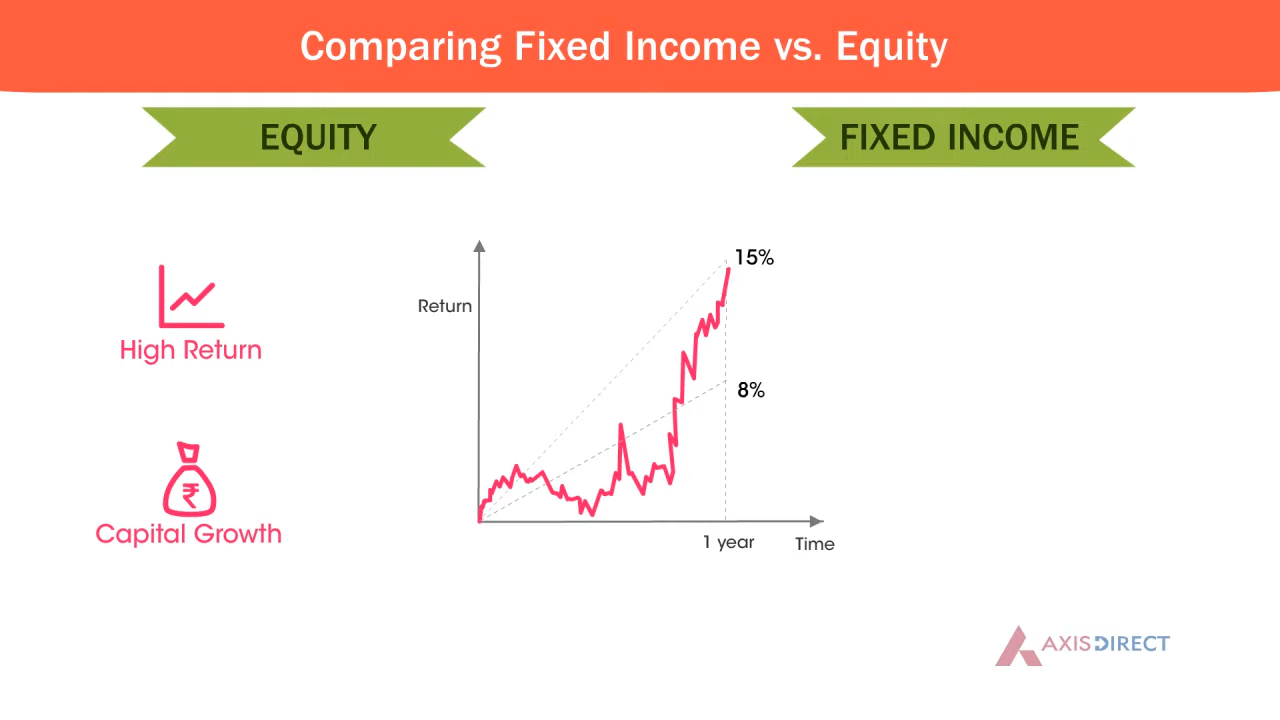 Comparing Fixed Income vs. Equity
EQUITY
FIXED INCOME
15%
Return
High Return
8%
₹
Capital Growth
1 year
Time
AXIS DIRECT